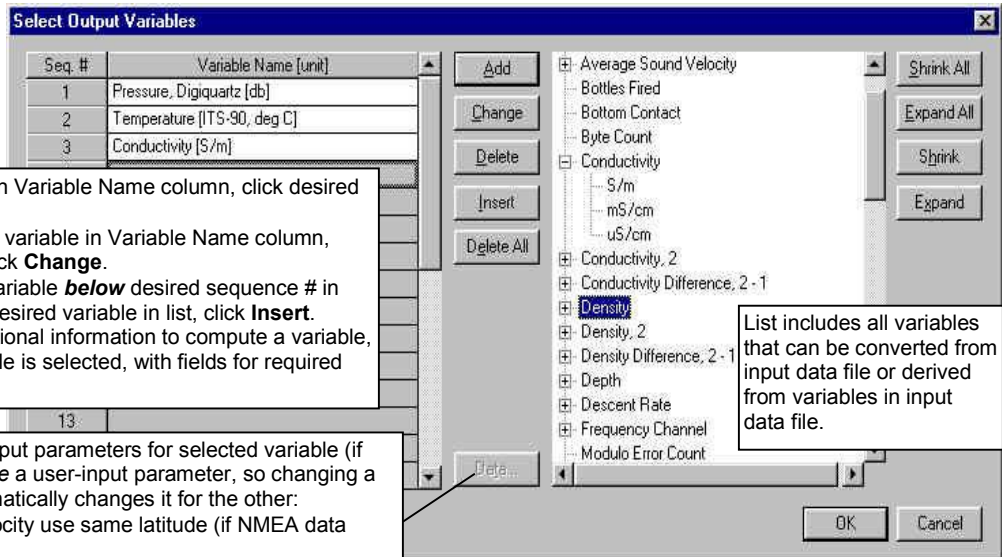 Select Output Variables
Seq. #
Variable Name [unit]
1
Pressure, Digiquartz [db]
2
Temperature [ITS-90, deg C]
3
Conductivity [S/m]
n Variable Name column, click desired
variable in Variable Name column,
ck Change.
ariable below desired sequence # in
desired variable in list, click Insert.
tional information to compute a variable,
le is selected, with fields for required
13
put parameters for selected variable (if
e a user-input parameter, so changing a
matically changes it for the other:
ocity use same latitude (if NMEA data
Add
Change
Delete
Insert
Delete All
Data...
Average Sound Velocity
Bottles Fired
Bottom Contact
Byte Count
Conductivity
S/m
mS/cm
uS/cm
Conductivity, 2
Conductivity Difference, 2 - 1
Density
Density, 2
Density Difference, 2 - 1
Depth
Descent Rate
Frequency Channel
Modulo Error Count
List includes all variables
that can be converted from
input data file or derived
from variables in input
data file.
Shrink All
Expand All
Shrink
Expand
OK
Cancel